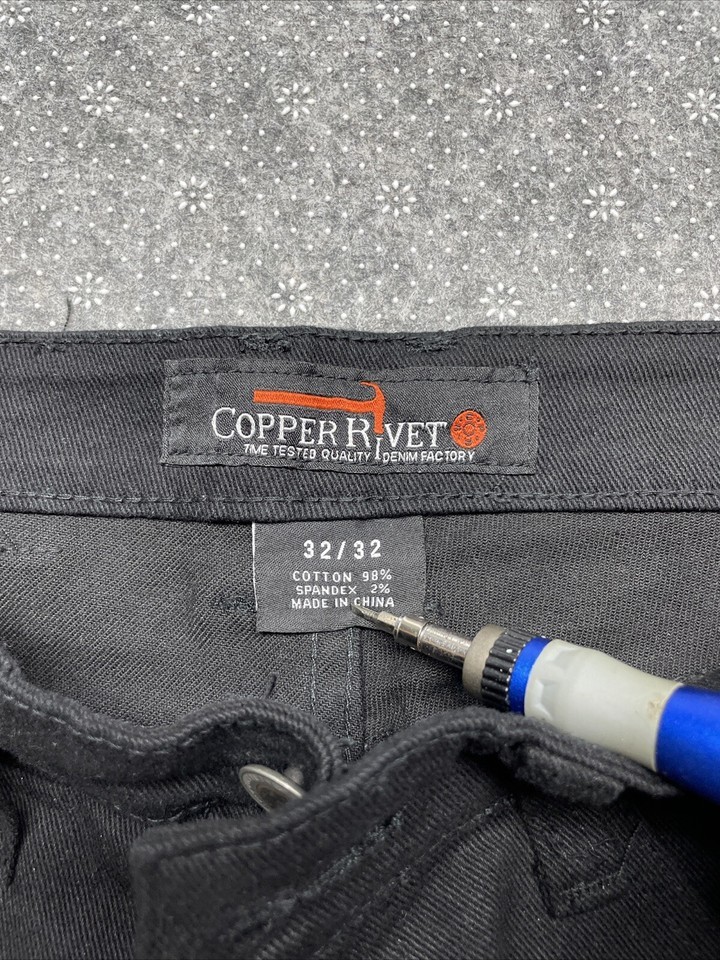 COPPER RIVET
TIME TESTED QUALITY DENIM FACTORY
32/32
COTTON 98%
SPANDEX 2%
MADE IN CHINA